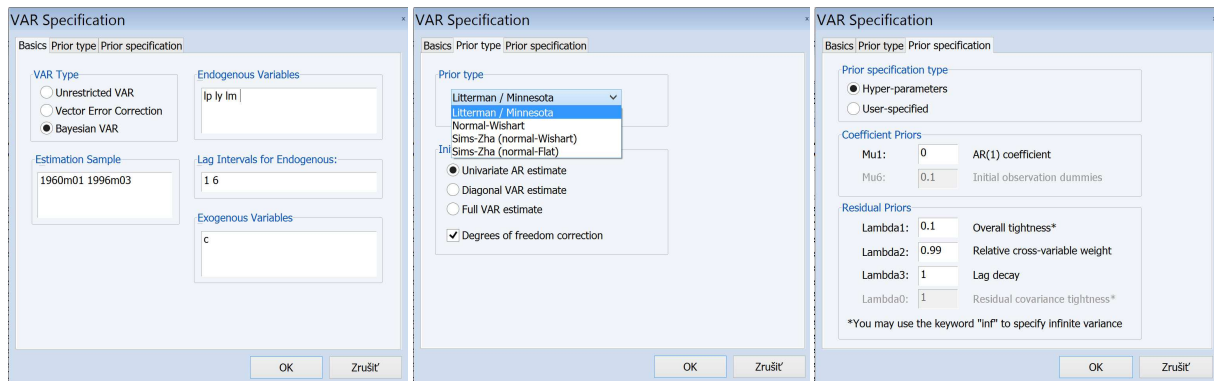 VAR Specification
Basics Prior type Prior specification
VAR Type
Unrestricted VAR
Vector Error Correction
Bayesian VAR
Endogenous Variables
lp ly lm
Estimation Sample
1960m01 1996m03
Lag Intervals for Endogenous:
1 6
Exogenous Variables
c
OK Zrušiť
VAR Specification
Basics Prior type Prior specification
Prior type
Litterman / Minnesota
Litterman / Minnesota
Normal-Wishart
Sims-Zha (normal-Wishart)
Sims-Zha (normal-Flat)
Univariate AR estimate
Diagonal VAR estimate
Full VAR estimate
Degrees of freedom correction
OK Zrušiť
VAR Specification
Basics Prior type Prior specification
Prior specification type
Hyper-parameters
User-specified
Coefficient Priors
Mu1: 0 AR(1) coefficient
Mu6: 0.1 Initial observation dummies
Residual Priors
Lambda1: 0.1 Overall tightness*
Lambda2: 0.99 Relative cross-variable weight
Lambda3: 1 Lag decay
Lambda0: 1 Residual covariance tightness*
*You may use the keyword "inf" to specify infinite variance
OK Zrušiť